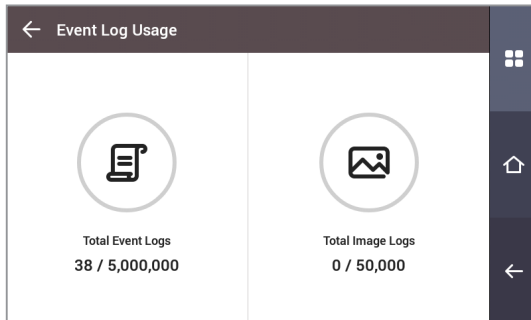 Event Log Usage
Total Event Logs
38 / 5,000,000
Total Image Logs
0 / 50,000